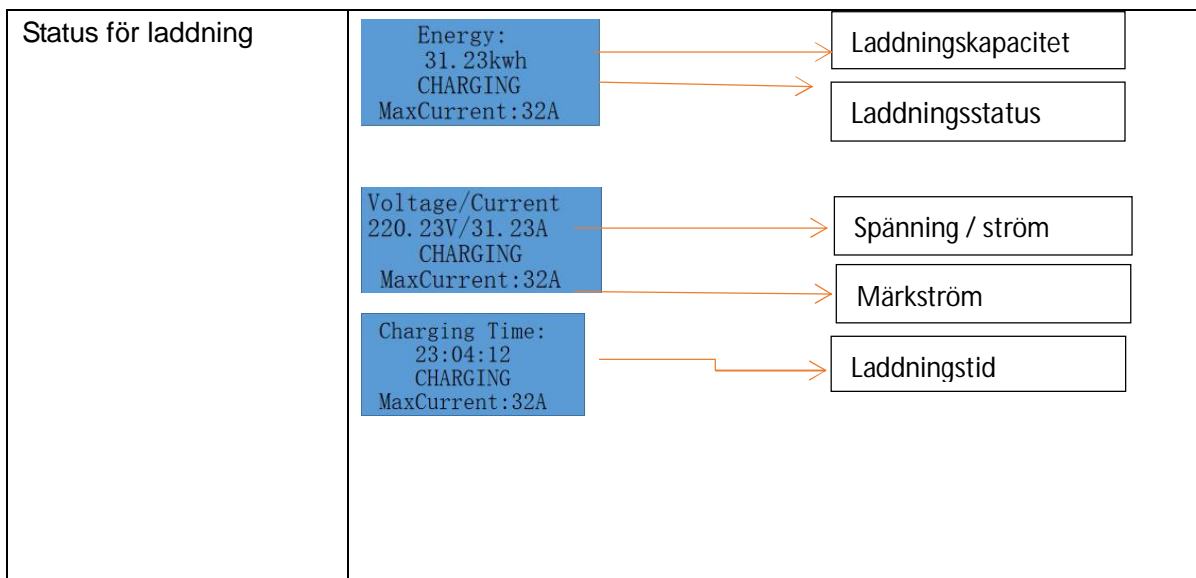 Status för laddning
Energy:
31.23kwh
CHARGING
MaxCurrent:32A
Laddningskapacitet
Laddningsstatus
Voltage/Current
220.23V/31.23A
CHARGING
MaxCurrent:32A
Spänning / ström
Märkström
Charging Time:
23:04:12
CHARGING
MaxCurrent:32A
Laddningstid